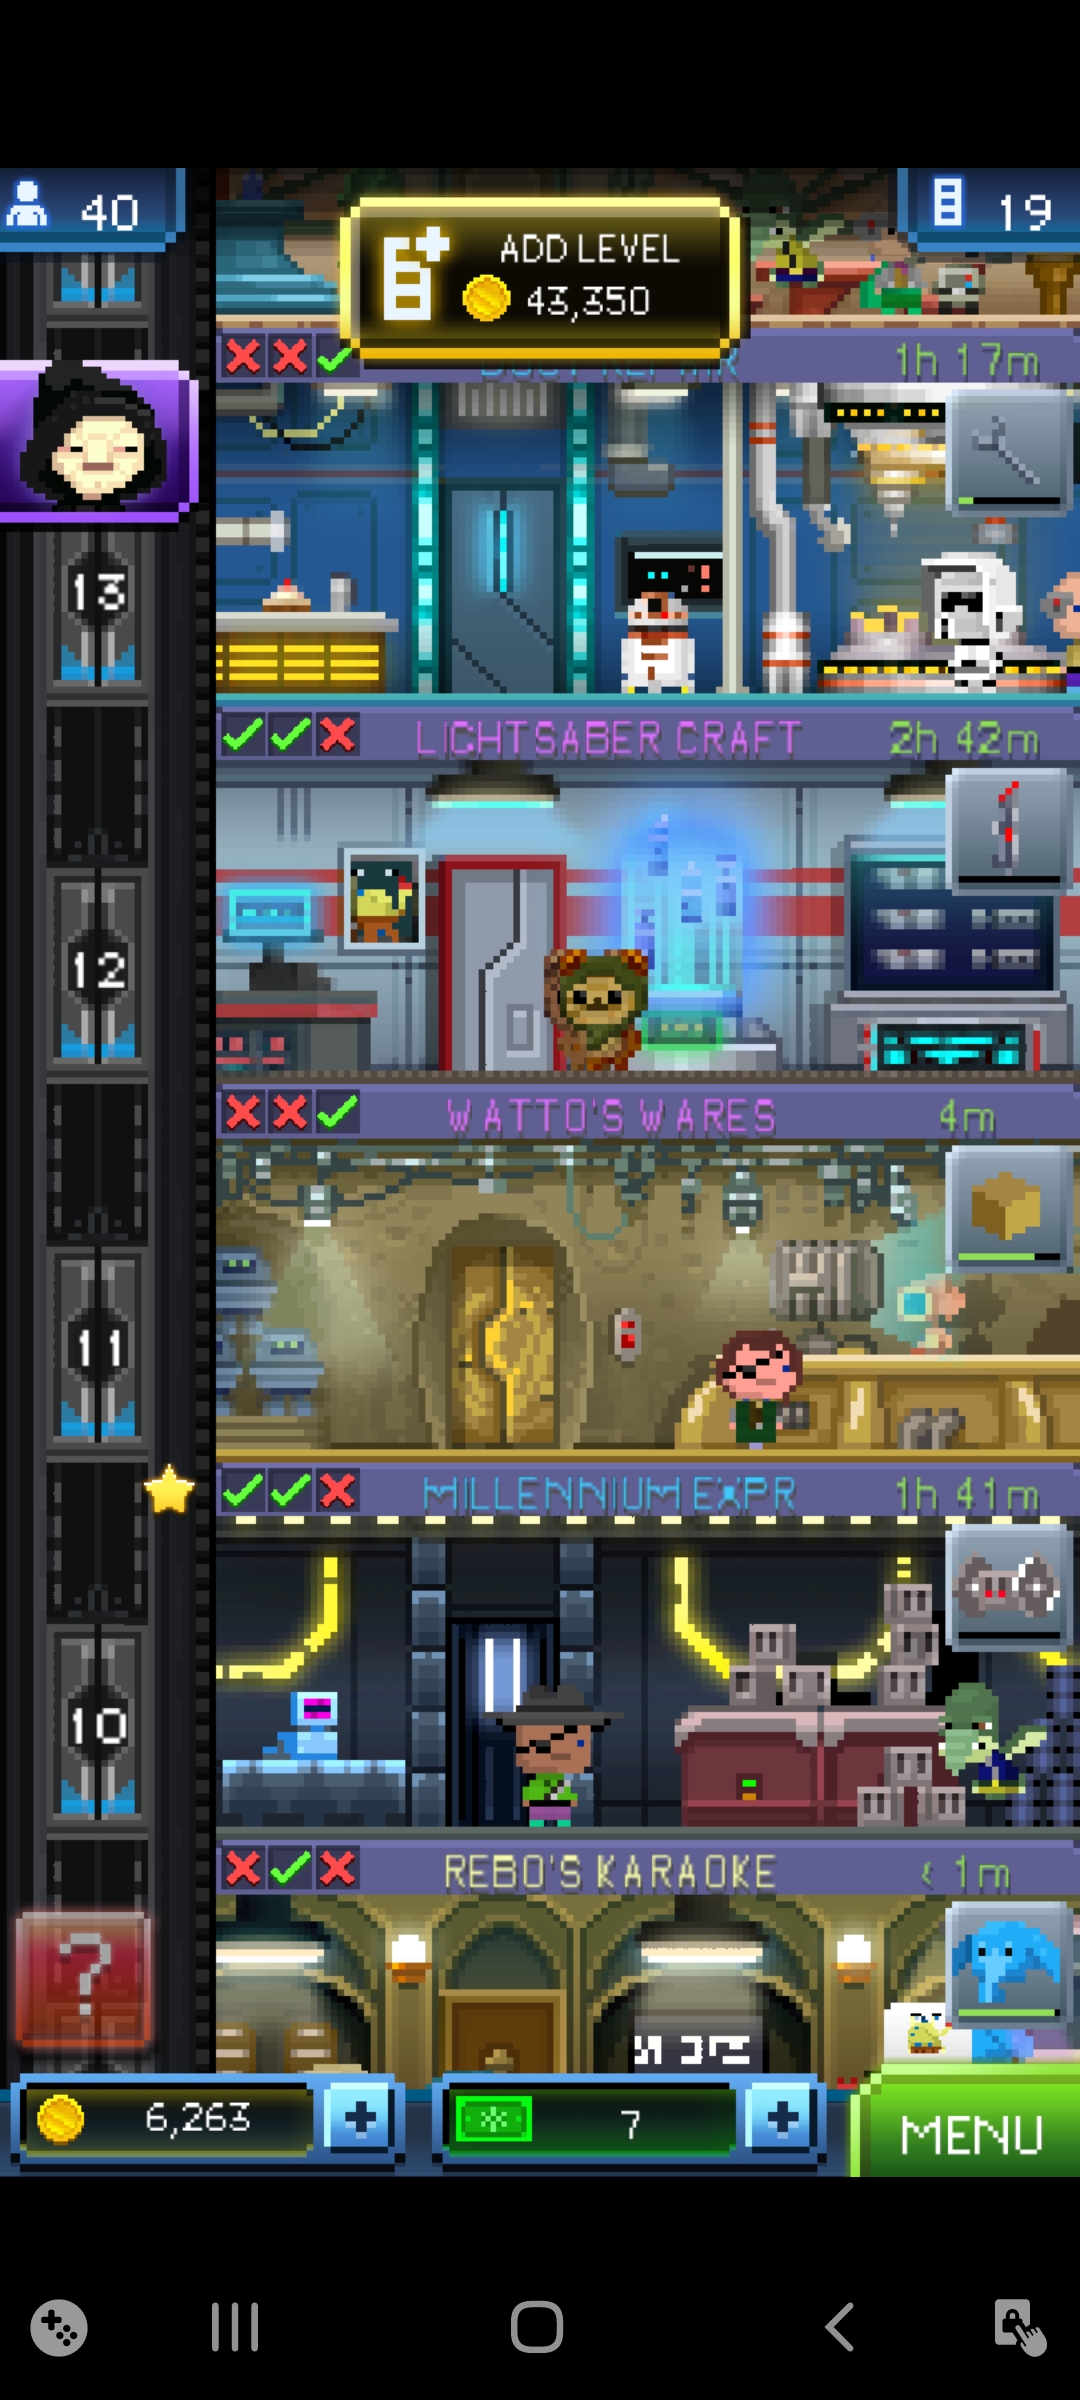 40
ADD LEVEL
43,350
19
1h 17m
13
LIGHTSABER CRAFT
2h 42m
12
WATTO'S WARES
4m
11
MILLENNIUM EXPR
1h 41m
10
REBO'S KARAOKE
< 1m
?
6,263
+
7
+
MENU